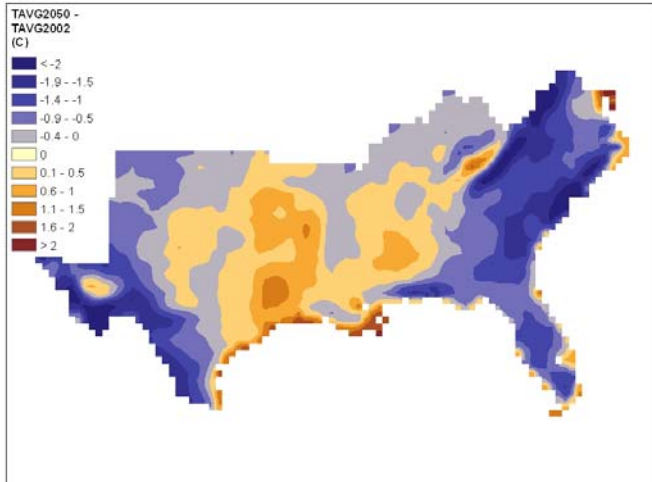 TAVG2050 -
TAVG2002
(C)
< -2
-1.9 - -1.5
-1.4 - -1
-0.9 - -0.5
-0.4 - 0
0
0.1 - 0.5
0.6 - 1
1.1 - 1.5
1.6 - 2
> 2